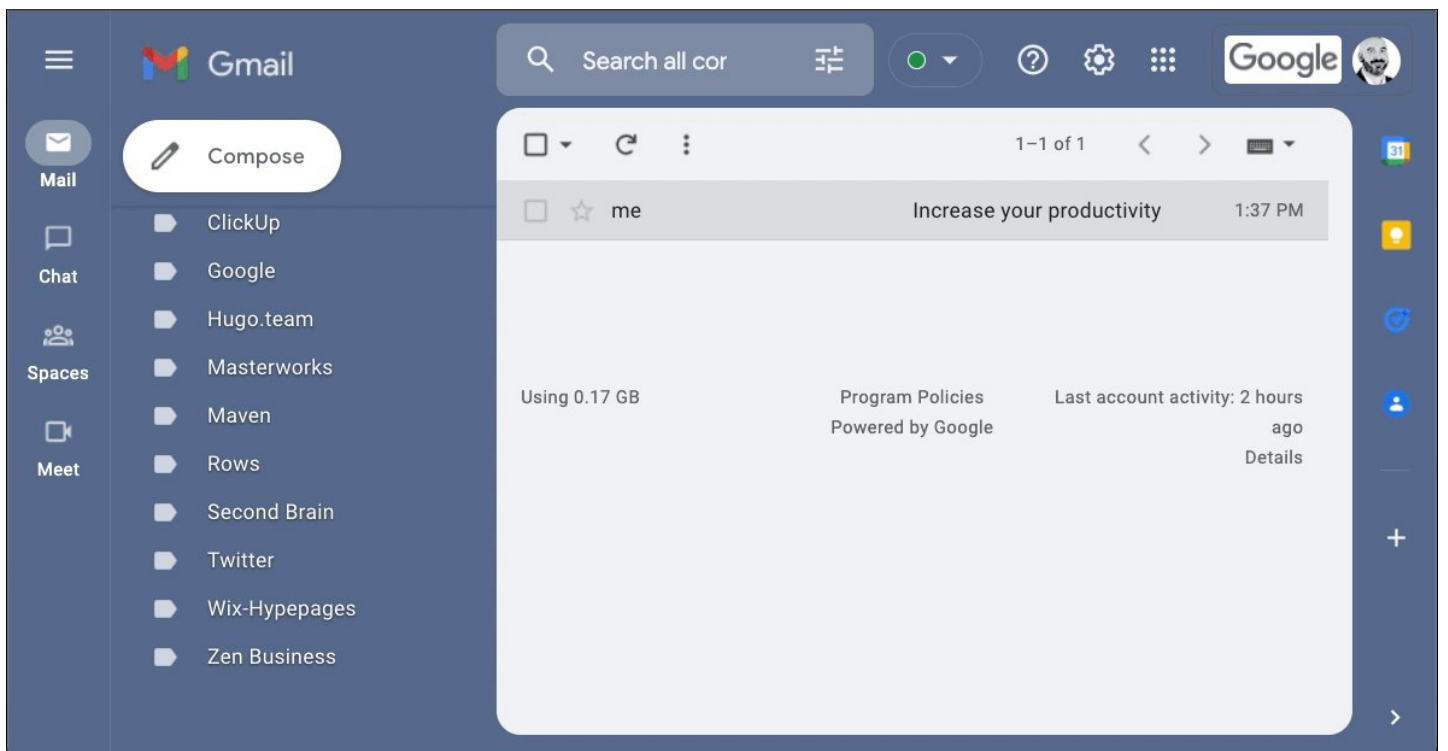 Gmail
Search all cor
Google
Mail
Chat
Spaces
Meet
Compose
ClickUp
Google
Hugo.team
Masterworks
Maven
Rows
Second Brain
Twitter
Wix-Hypepages
Zen Business
1–1 of 1
me Increase your productivity 1:37 PM
Using 0.17 GB
Program Policies
Powered by Google
Last account activity: 2 hours
ago
Details
31